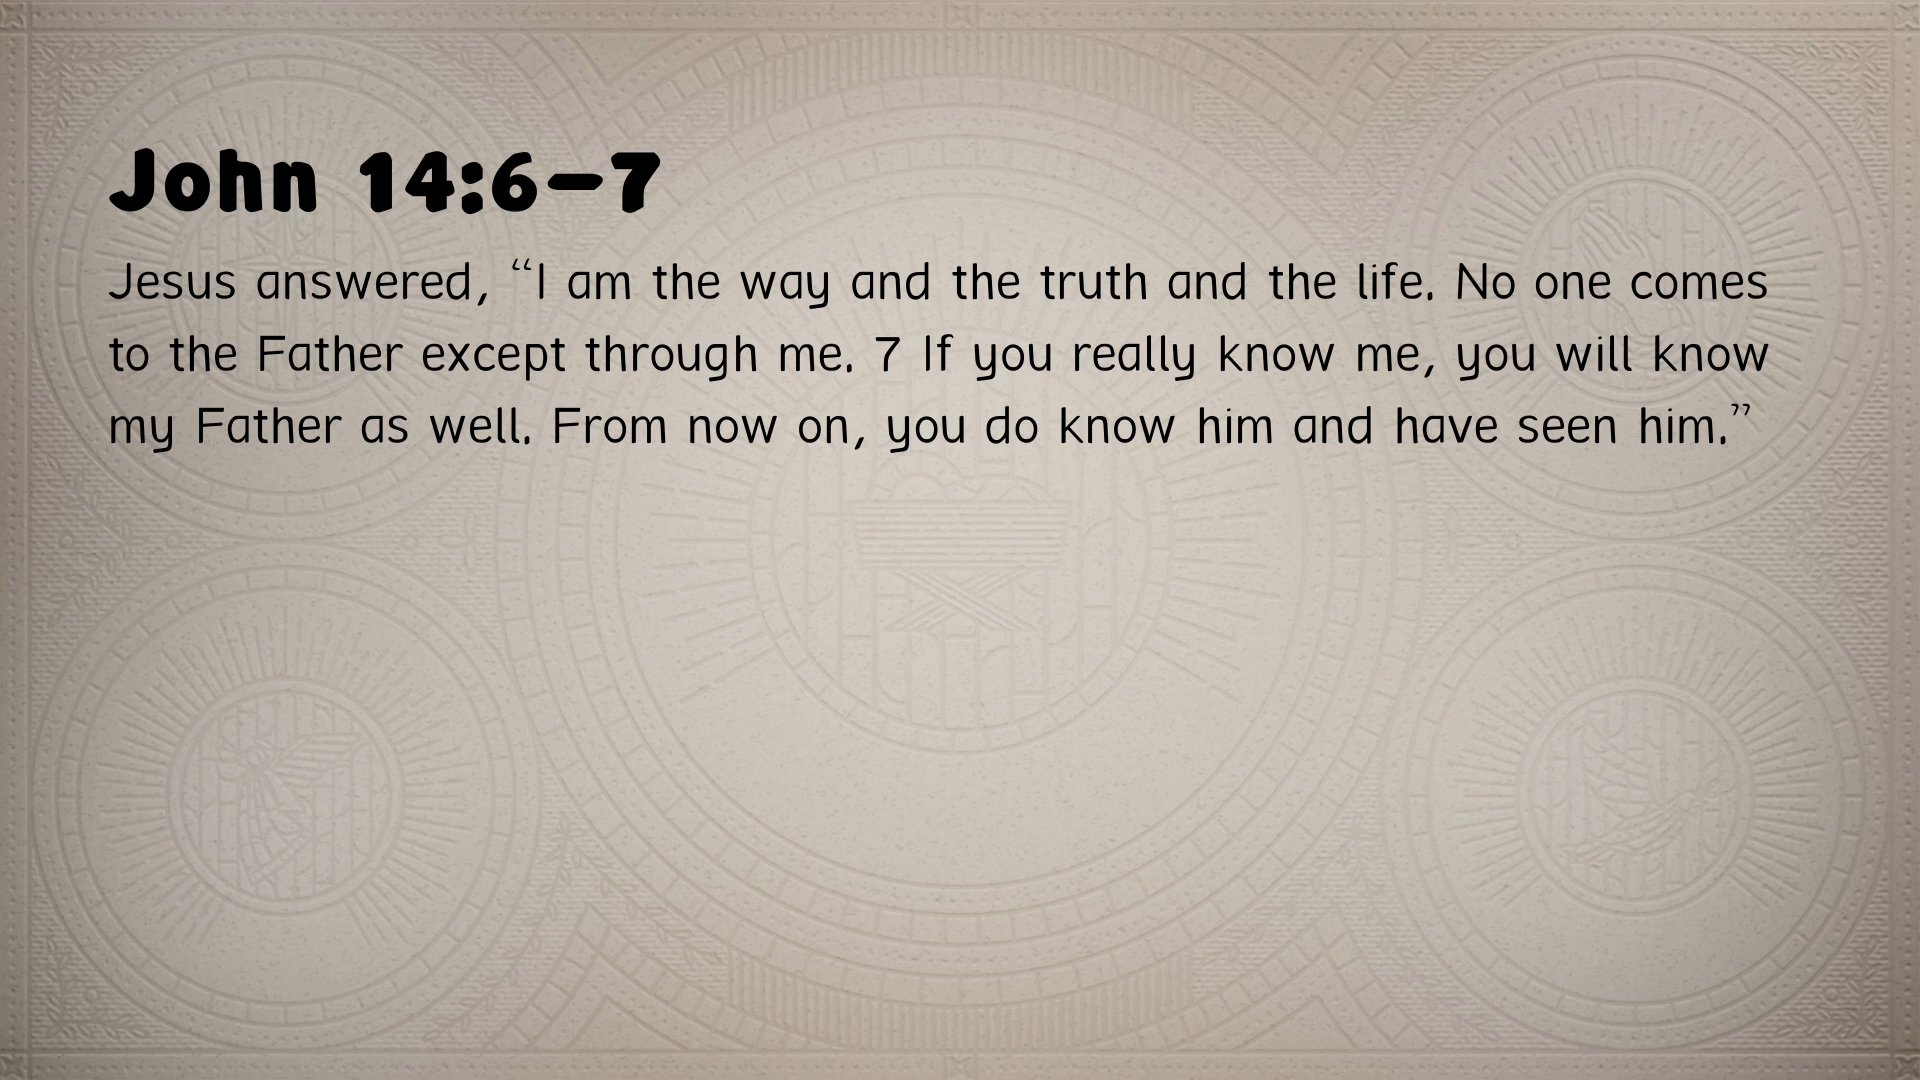 John 14:6–7
Jesus answered, “I am the way and the truth and the life. No one comes
to the Father except through me. 7 If you really know me, you will know
my Father as well. From now on, you do know him and have seen him.”